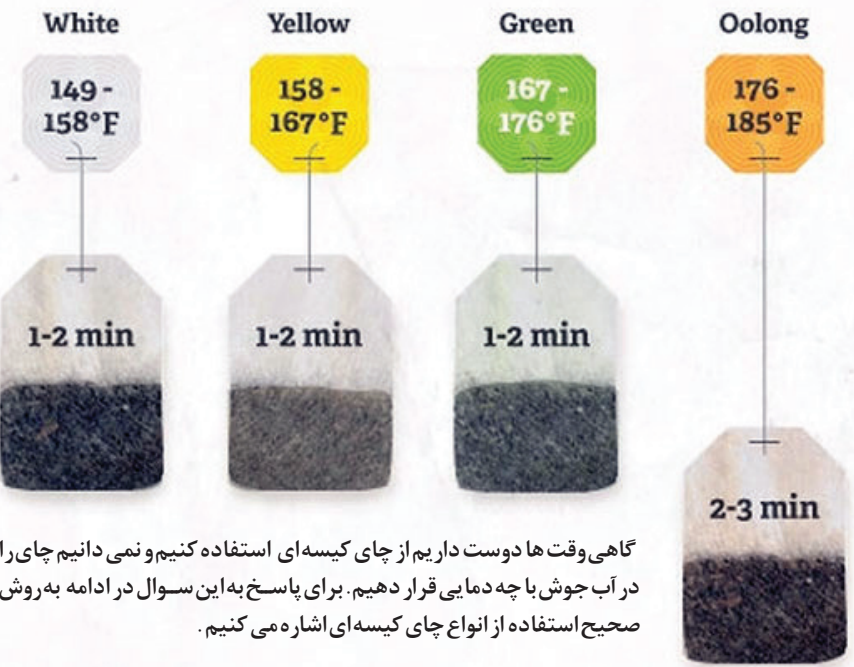 White
Yellow
Green
Oolong
149 -
158°F
158 -
167°F
167 -
176°F
176 -
185°F
1-2 min
1-2 min
1-2 min
2-3 min
گاهی وقت ها دوست داریم از چای کیسه ای استفاده کنیم و نمی دانیم چای را
در آب جوش با چه دمایی قرار دهیم. برای پاسخ به این سوال در ادامه به روش
صحیح استفاده از انواع چای کیسه ای اشاره می کنیم.